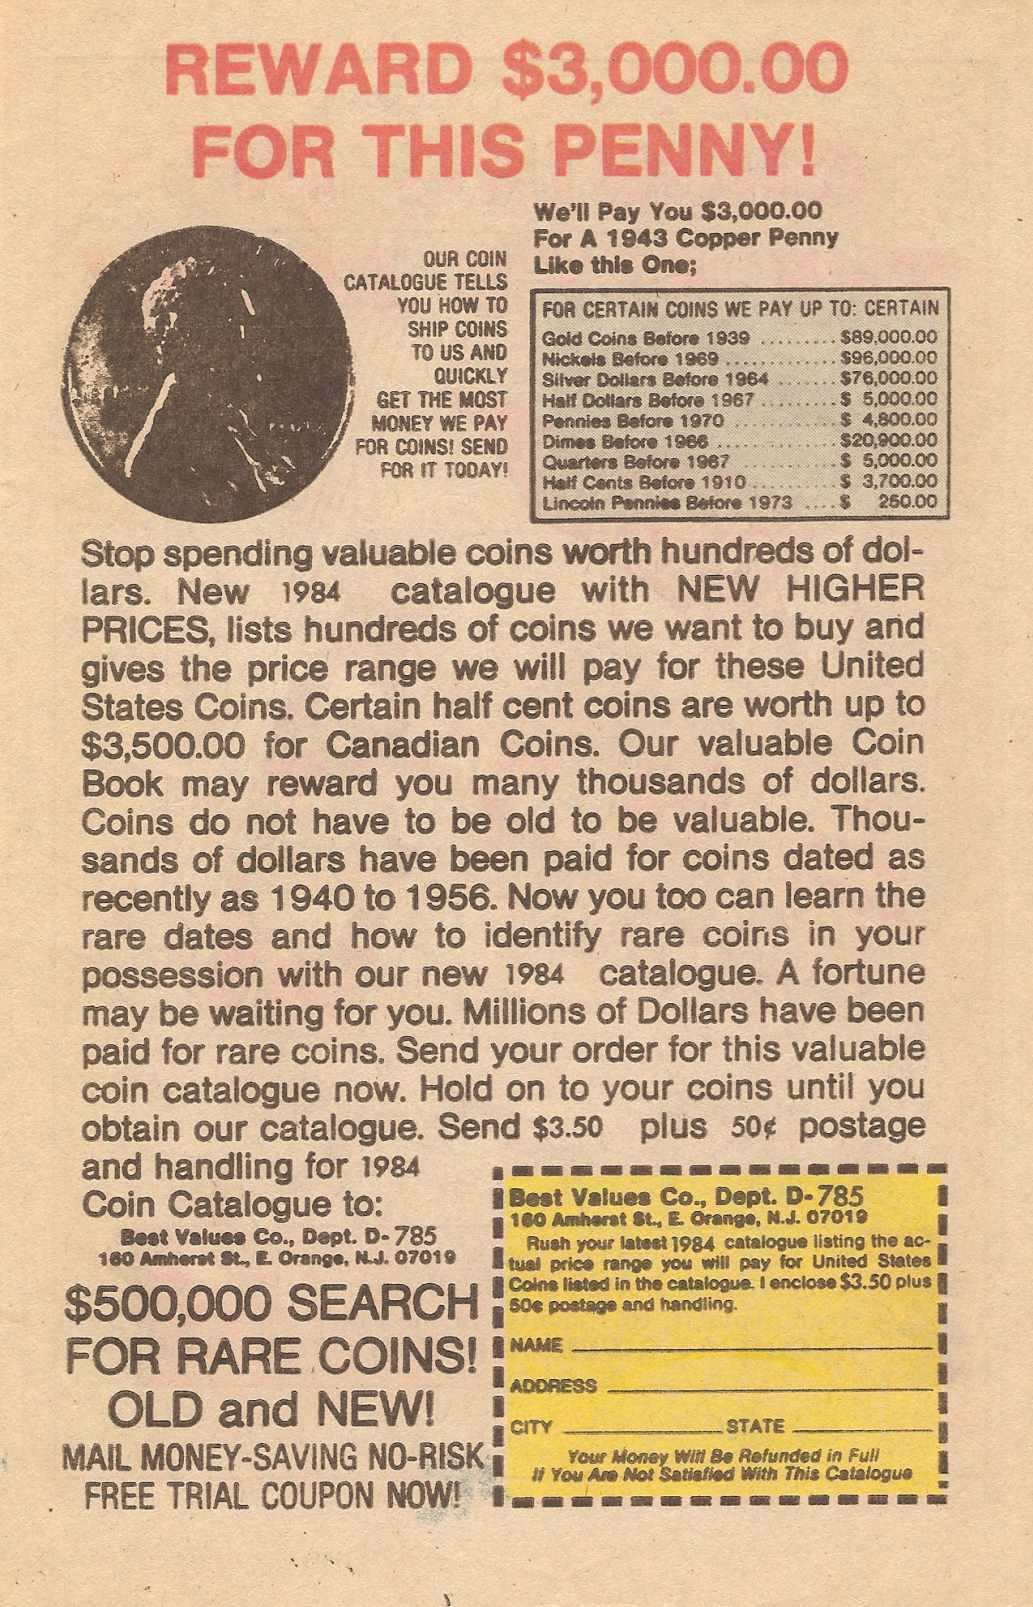 REWARD $3,000.00
FOR THIS PENNY!
We'll Pay You $3,000.00
For A 1943 Copper Penny
Like this One;
OUR COIN
CATALOGUE TELLS
YOU HOW TO
SHIP COINS
TO US AND
QUICKLY
GET THE MOST
MONEY WE PAY
FOR COINS! SEND
FOR IT TODAY!
FOR CERTAIN COINS WE PAY UP TO: CERTAIN
Gold Coins Before 1939 ......... $89,000.00
Nickels Before 1969 ............ $96,000.00
Silver Dollars Before 1964 ....... $76,000.00
Half Dollars Before 1967 ......... $ 5,000.00
Pennies Before 1970 ............ $ 4,800.00
Dimes Before 1966 .............. $20,900.00
Quarters Before 1967 ........... $ 5,000.00
Half Cents Before 1910 .......... $ 3,700.00
Lincoln Pennies Before 1973 .... $ 250.00
Stop spending valuable coins worth hundreds of dol-
lars. New 1984 catalogue with NEW HIGHER
PRICES, lists hundreds of coins we want to buy and
gives the price range we will pay for these United
States Coins. Certain half cent coins are worth up to
$3,500.00 for Canadian Coins. Our valuable Coin
Book may reward you many thousands of dollars.
Coins do not have to be old to be valuable. Thou-
sands of dollars have been paid for coins dated as
recently as 1940 to 1956. Now you too can learn the
rare dates and how to identify rare coins in your
possession with our new 1984 catalogue. A fortune
may be waiting for you. Millions of Dollars have been
paid for rare coins. Send your order for this valuable
coin catalogue now. Hold on to your coins until you
obtain our catalogue. Send $3.50 plus 50¢ postage
and handling for 1984
Coin Catalogue to:
Best Values Co., Dept. D-785
160 Amherst St., E. Orange, N.J. 07019
$500,000 SEARCH
FOR RARE COINS!
OLD and NEW!
MAIL MONEY-SAVING NO-RISK
FREE TRIAL COUPON NOW!
Best Values Co., Dept. D-785
160 Amherst St., E. Orange, N.J. 07019
Rush your latest 1984 catalogue listing the ac-
tual price range you will pay for United States
Coins listed in the catalogue. I enclose $3.50 plus
50¢ postage and handling.
NAME
ADDRESS
CITY STATE
Your Money Will Be Refunded in Full
If You Are Not Satisfied With This Catalogue